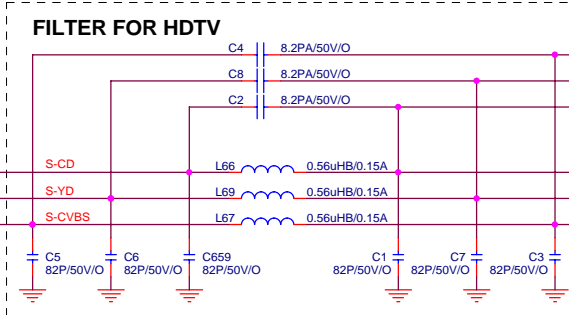 FILTER FOR HDTV
C4 8.2PA/50V/O
C8 8.2PA/50V/O
C2 8.2PA/50V/O
S-CD L66 0.56uHB/0.15A
S-YD L69 0.56uHB/0.15A
S-CVBS L67 0.56uHB/0.15A
C5 C6 C659 C1 C7 C3
82P/50V/O 82P/50V/O 82P/50V/O 82P/50V/O 82P/50V/O 82P/50V/O